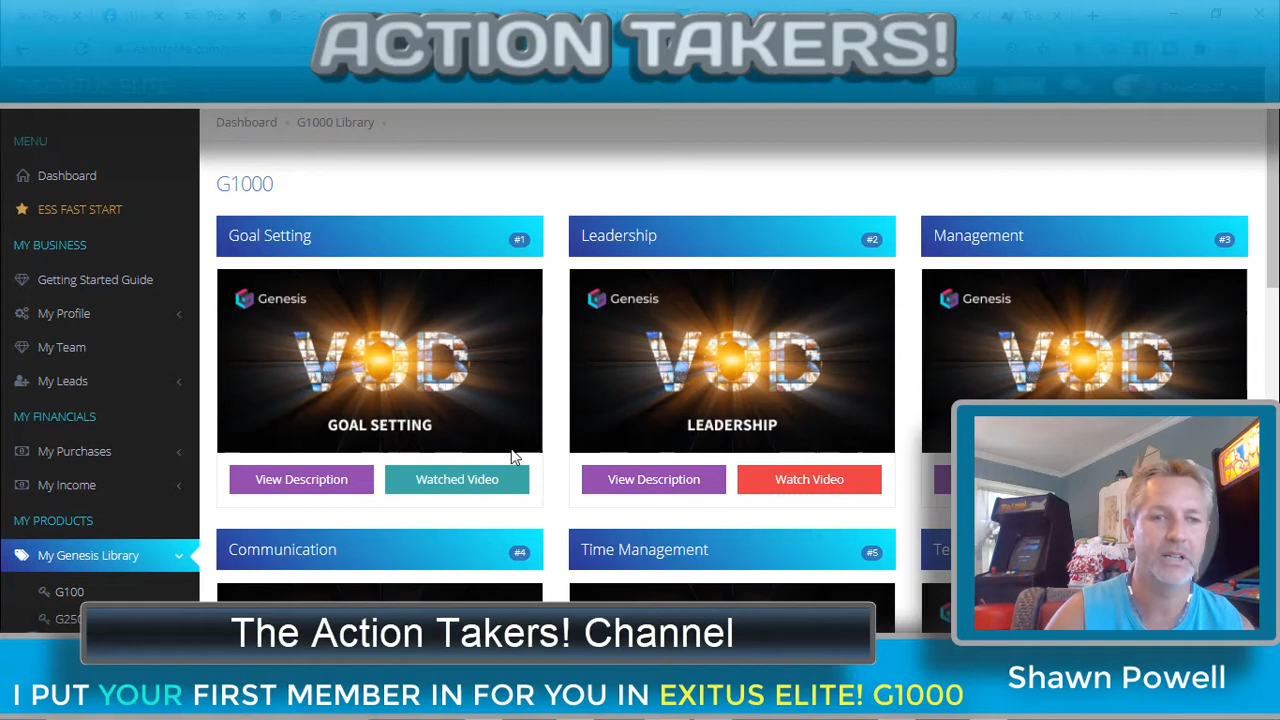 ACTION TAKERS!
MENU
Dashboard
ESS FAST START
MY BUSINESS
Getting Started Guide
My Profile
My Team
My Leads
MY FINANCIALS
My Purchases
My Income
MY PRODUCTS
My Genesis Library
G100
G250
Dashboard G1000 Library
G1000
Goal Setting #1
Genesis
VOD
GOAL SETTING
View Description Watched Video
Leadership #2
Genesis
VOD
LEADERSHIP
View Description Watch Video
Management #3
Genesis
VOD
Communication #4
Time Management #5
The Action Takers! Channel
Shawn Powell
I PUT YOUR FIRST MEMBER IN FOR YOU IN EXITUS ELITE! G1000